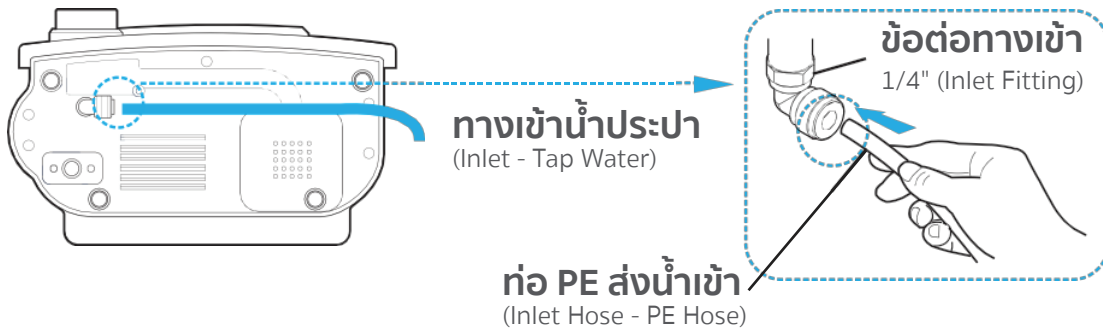 ข้อต่อทางเข้า
1/4" (Inlet Fitting)
ทางเข้าน้ำประปา
(Inlet - Tap Water)
ท่อ PE ส่งน้ำเข้า
(Inlet Hose - PE Hose)